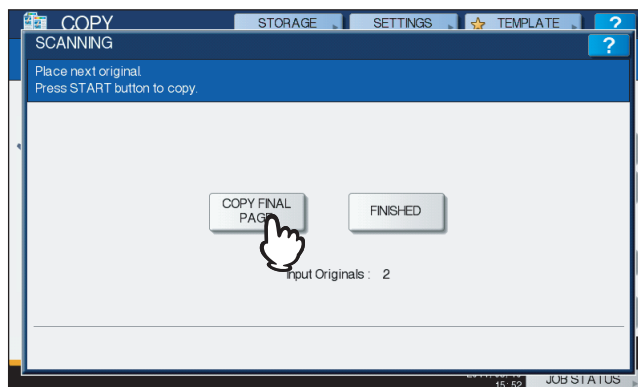 COPY STORAGE SETTINGS TEMPLATE ?
SCANNING ?
Place next original.
Press START button to copy.
COPY FINAL FINISHED
PAGE
Input Originals : 2
15:52 JOB STATUS